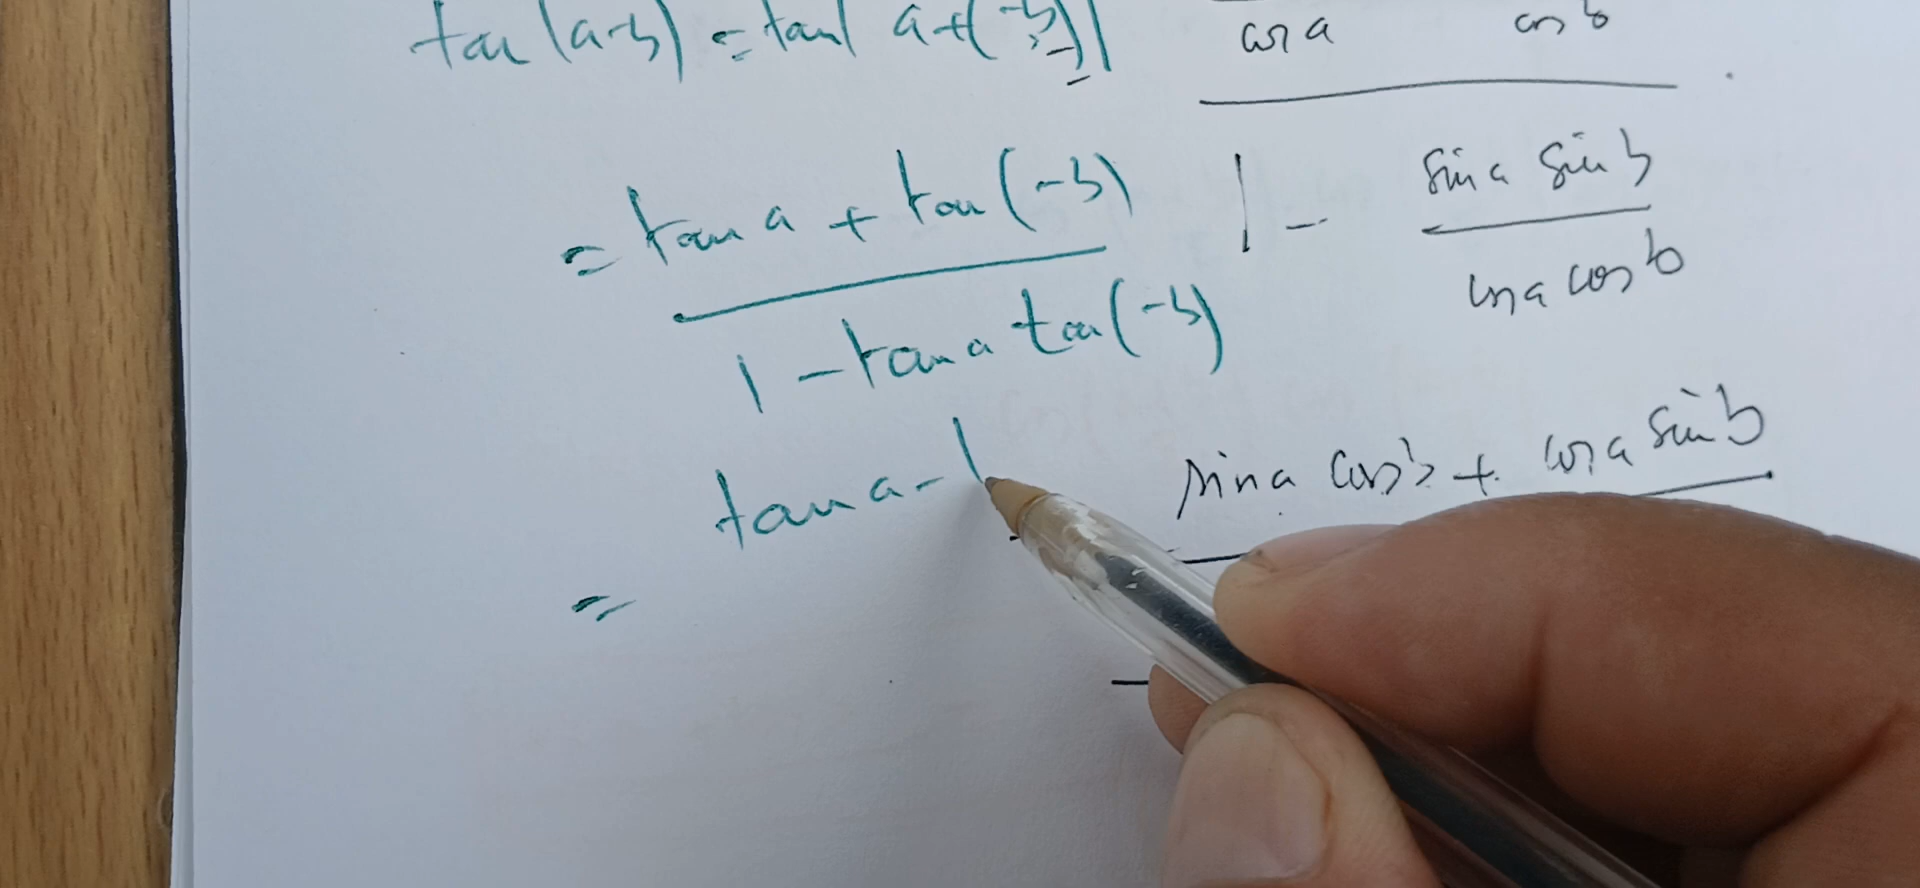 tan(a-b) = tan(a+(-b))
= tan a + tan(-b)
1 - tan a tan(-b)
tan a -
=
cos a cos b
1 - sin a sin b
cos a cos b
sin a cos b + cos a sin b